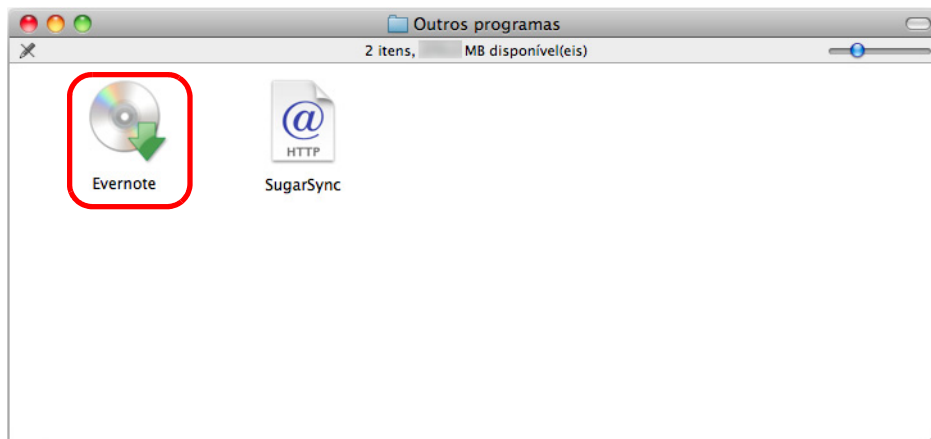 Outros programas
2 itens, MB disponível(eis)
@
HTTP
Evernote
SugarSync